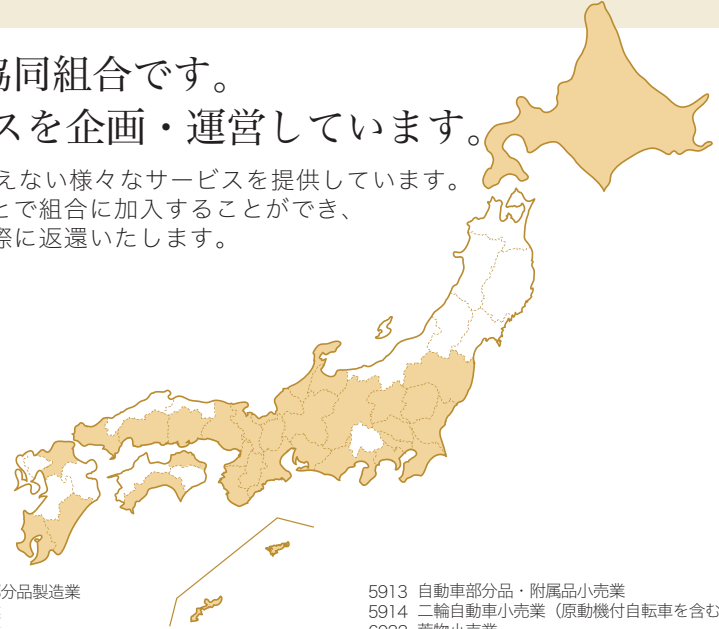 協同組合です。
スを企画・運営しています。
えない様々なサービスを提供しています。
とで組合に加入することができ、
際に返還いたします。
分品製造業
5913 自動車部分品・附属品小売業
5914 二輪自動車小売業（原動機付自転車を含む